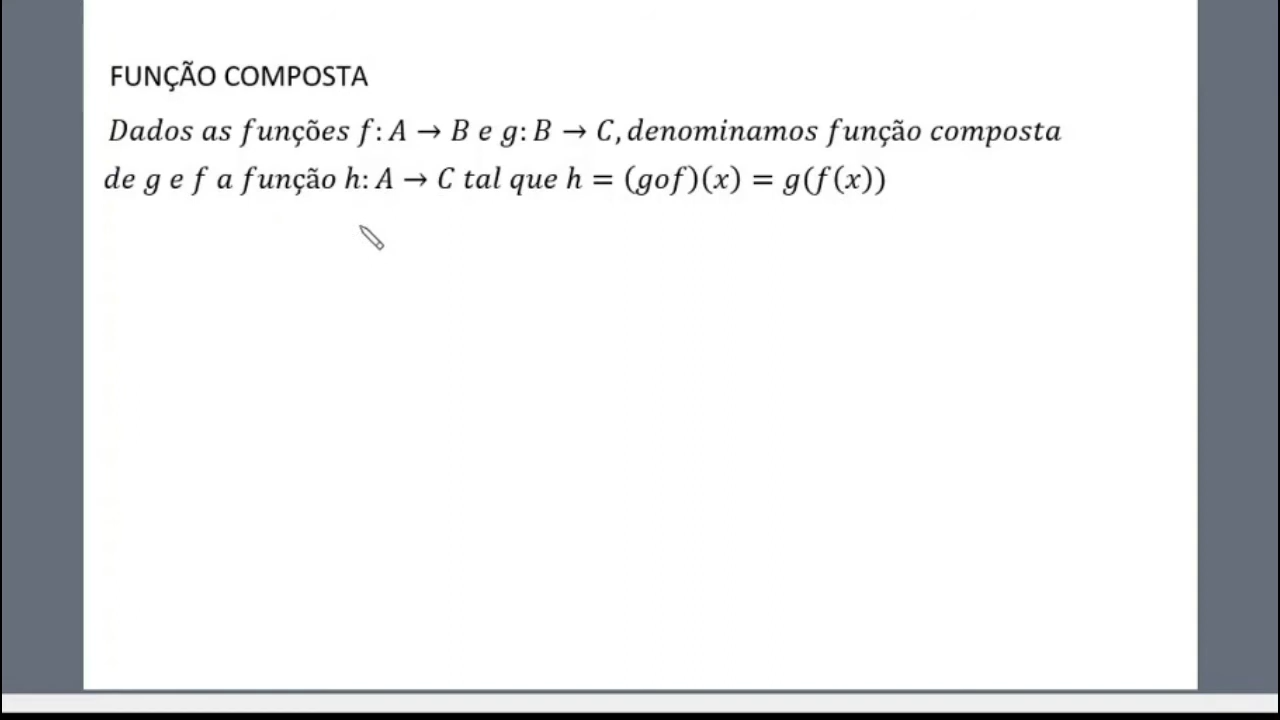 FUNÇÃO COMPOSTA
Dados as funções f: A → B e g: B → C, denominamos função composta
de g e f a função h: A → C tal que h = (gof)(x) = g(f(x))